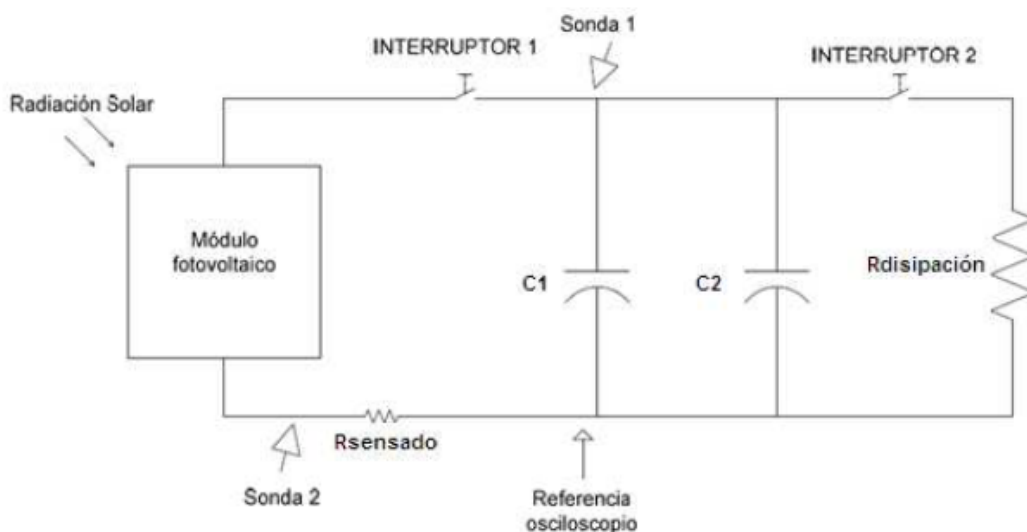 Sonda 1
INTERRUPTOR 1
INTERRUPTOR 2
Radiación Solar
Módulo
fotovoltaico
C1
C2
Rdisipación
Rsensado
Sonda 2
Referencia
osciloscopio